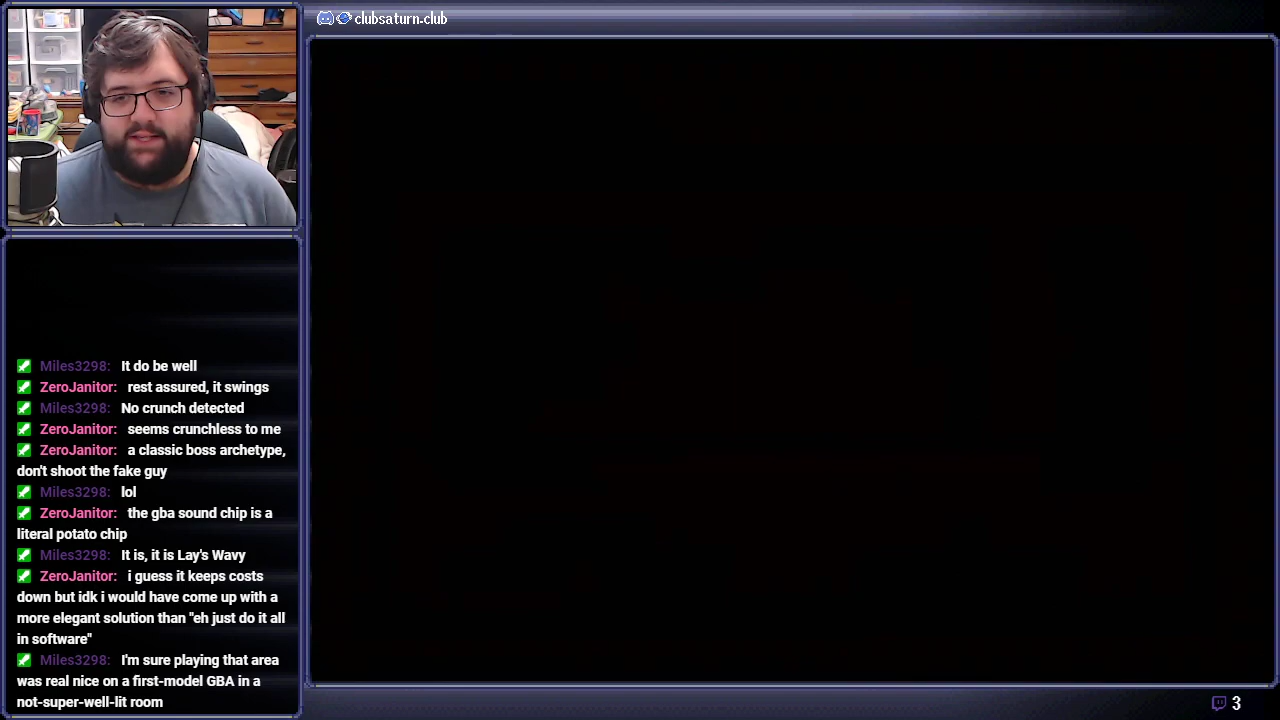 clubsaturn.club
Miles3298: It do be well
ZeroJanitor: rest assured, it swings
Miles3298: No crunch detected
ZeroJanitor: seems crunchless to me
ZeroJanitor: a classic boss archetype,
don't shoot the fake guy
Miles3298: lol
ZeroJanitor: the gba sound chip is a
literal potato chip
Miles3298: It is, it is Lay's Wavy
ZeroJanitor: i guess it keeps costs
down but idk i would have come up with a
more elegant solution than "eh just do it all
in software"
Miles3298: I'm sure playing that area
was real nice on a first-model GBA in a
not-super-well-lit room
3